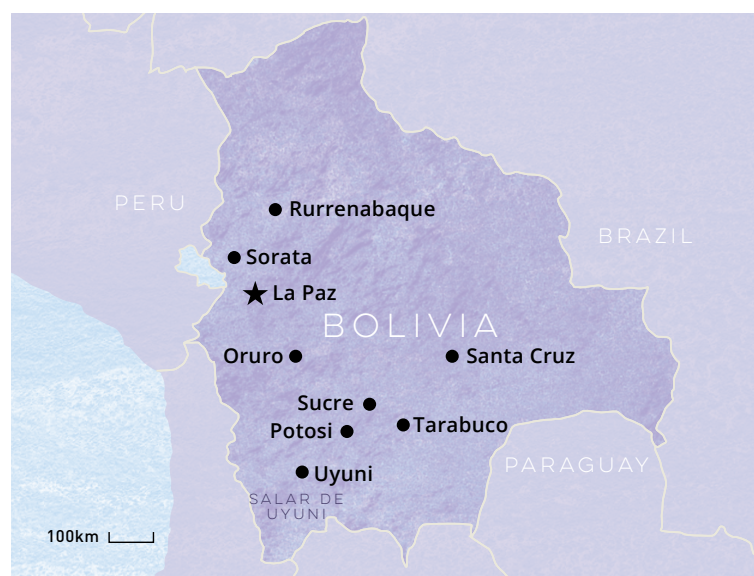 PERU
Rurrenabaque
BRAZIL
Sorata
La Paz
BOLIVIA
Oruro
Santa Cruz
Sucre
Tarabuco
Potosi
PARAGUAY
Uyuni
SALAR DE
UYUNI
100km